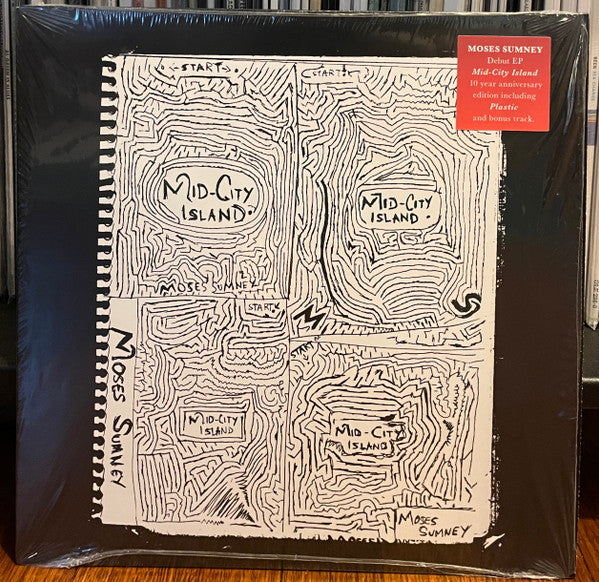 MOSES SUMNEY
Debut EP
Mid-City Island
10 year anniversary
edition including
Plastic
and bonus track.
START
MID-CITY
ISLAND
MOSES SUMNEY
START
MID-CITY
ISLAND
M
S
MOSES SUMNEY
START
MID-CITY
ISLAND
START
MID-CITY
ISLAND
MOSES
SUMNEY